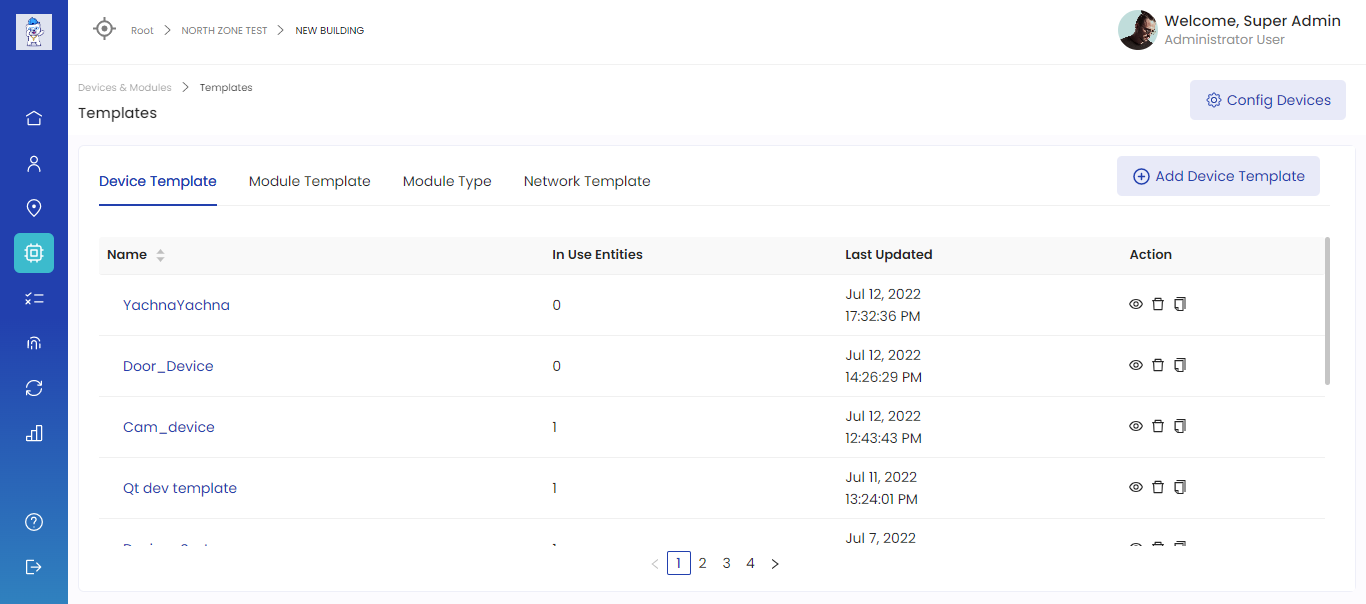 Root > NORTH ZONE TEST > NEW BUILDING
Welcome, Super Admin
Administrator User
Devices & Modules > Templates
Templates
Config Devices
Device Template Module Template Module Type Network Template
Add Device Template
Name In Use Entities Last Updated Action
YachnaYachna 0 Jul 12, 2022
17:32:36 PM
Door_Device 0 Jul 12, 2022
14:26:29 PM
Cam_device 1 Jul 12, 2022
12:43:43 PM
Qt dev template 1 Jul 11, 2022
13:24:01 PM
Jul 7, 2022
< 1 2 3 4 >